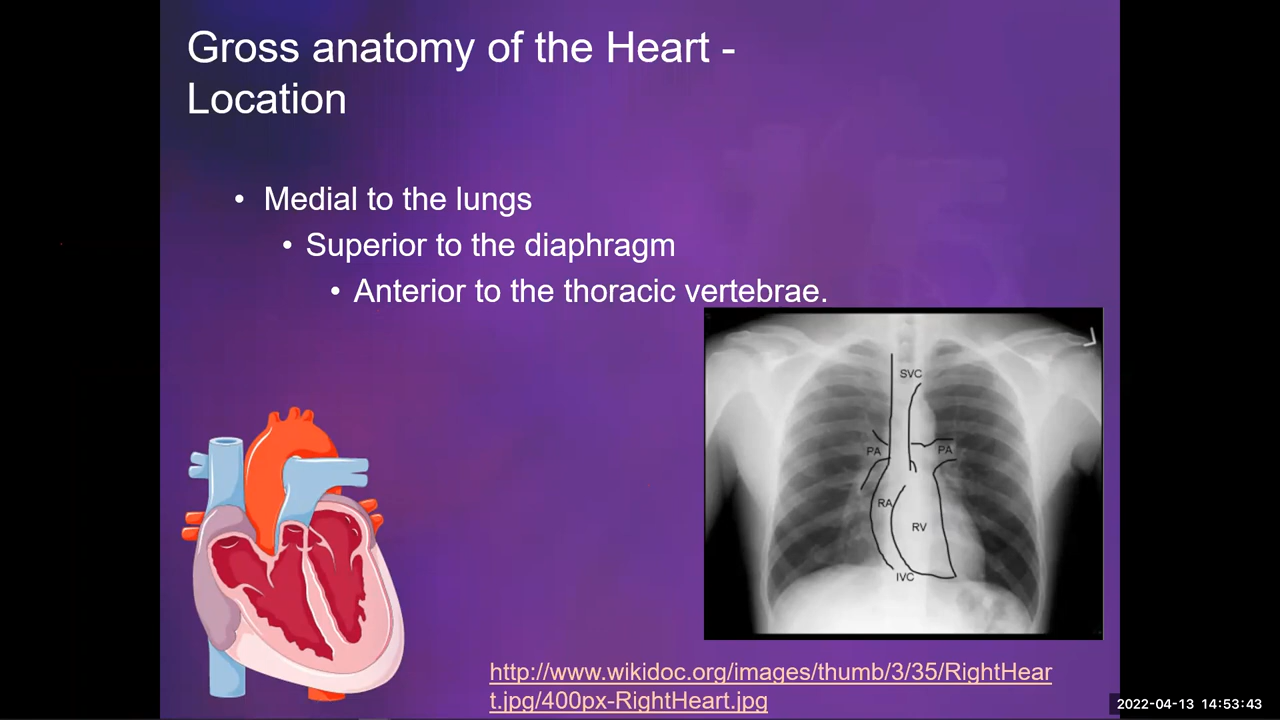 Gross anatomy of the Heart -
Location
• Medial to the lungs
• Superior to the diaphragm
• Anterior to the thoracic vertebrae.
SVC
PA
PA
RA
RV
IVC
http://www.wikidoc.org/images/thumb/3/35/RightHear
t.jpg/400px-RightHeart.jpg
2022-04-13 14:53:43